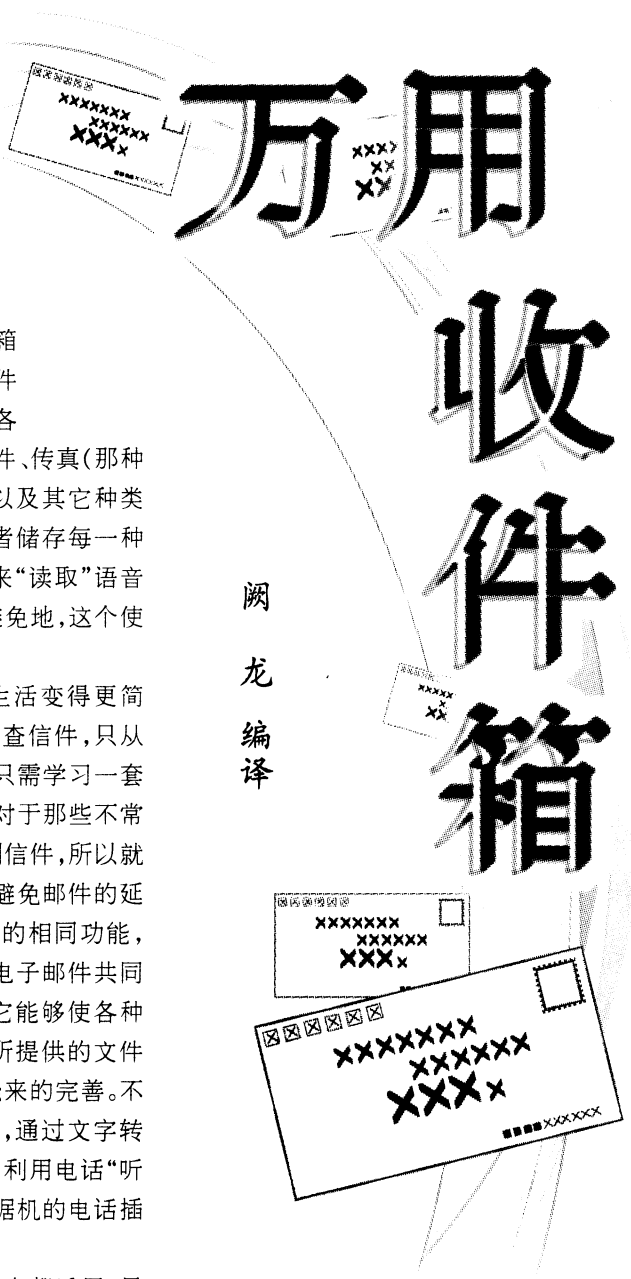 万用
收
件
箱
阙龙编译
箱
件
各
件、传真(那种
以及其它种类
者储存每一种
来“读取”语音
免地,这个使
生活变得更简
查信件,只从
只需学习一套
对于那些不常
信件,所以就
避免邮件的延
的相同功能,
电子邮件共同
它能够使各种
所提供的文件
来的完善。不
,通过文字转
利用电话“听
据机的电话插